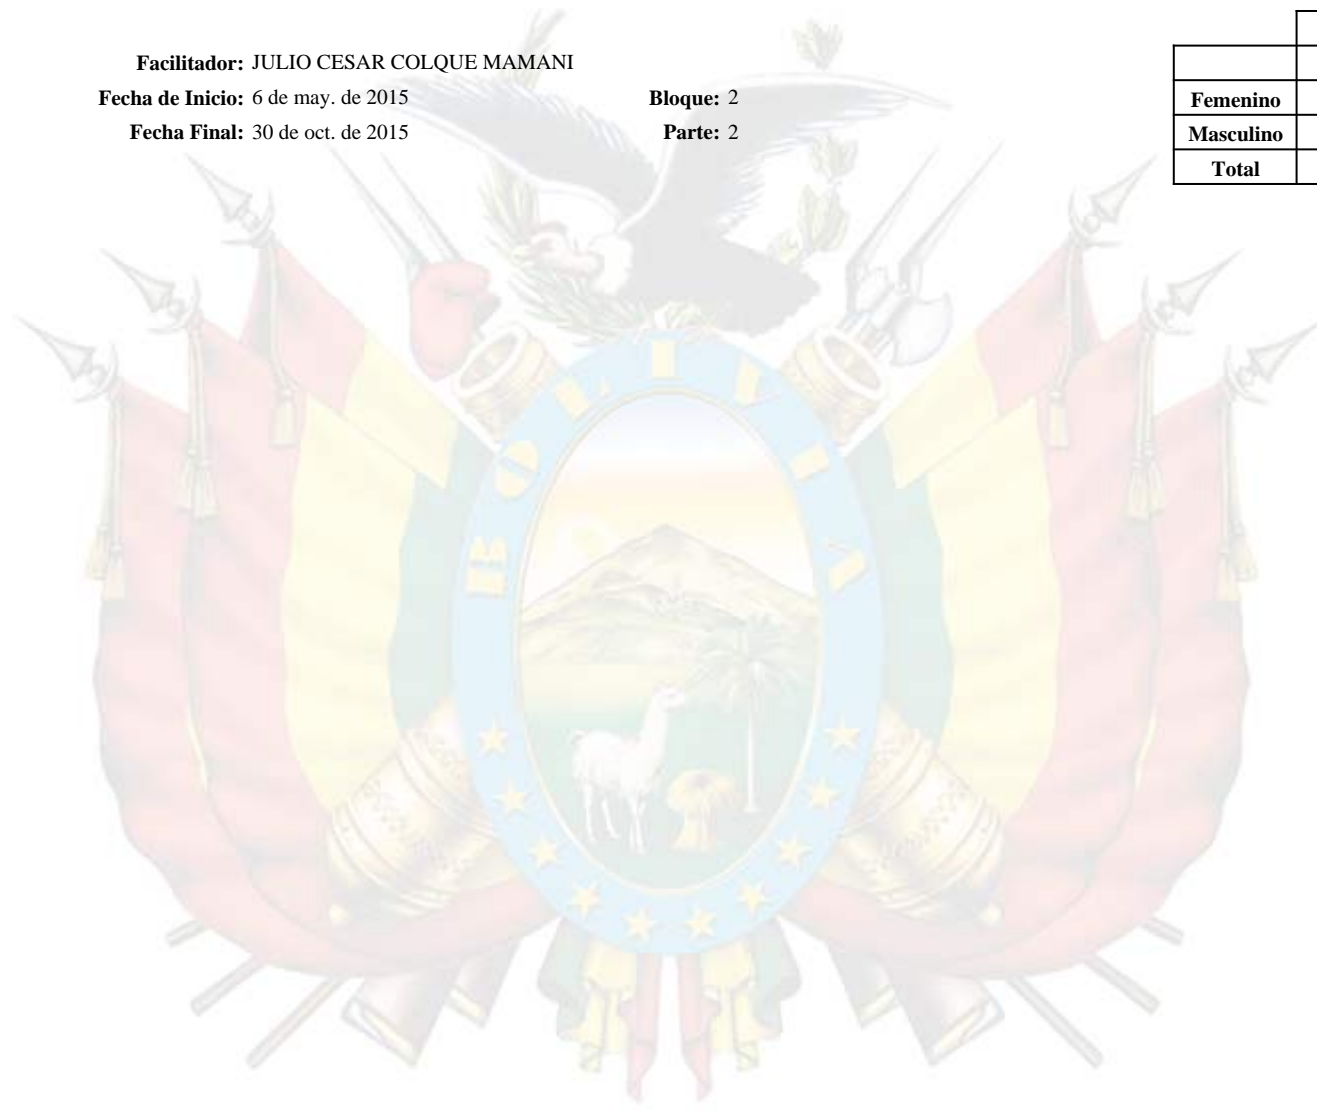 Facilitador: JULIO CESAR COLQUE MAMANI
Fecha de Inicio: 6 de may. de 2015 Bloque: 2
Fecha Final: 30 de oct. de 2015 Parte: 2
Femenino
Masculino
Total
BOLIVIA